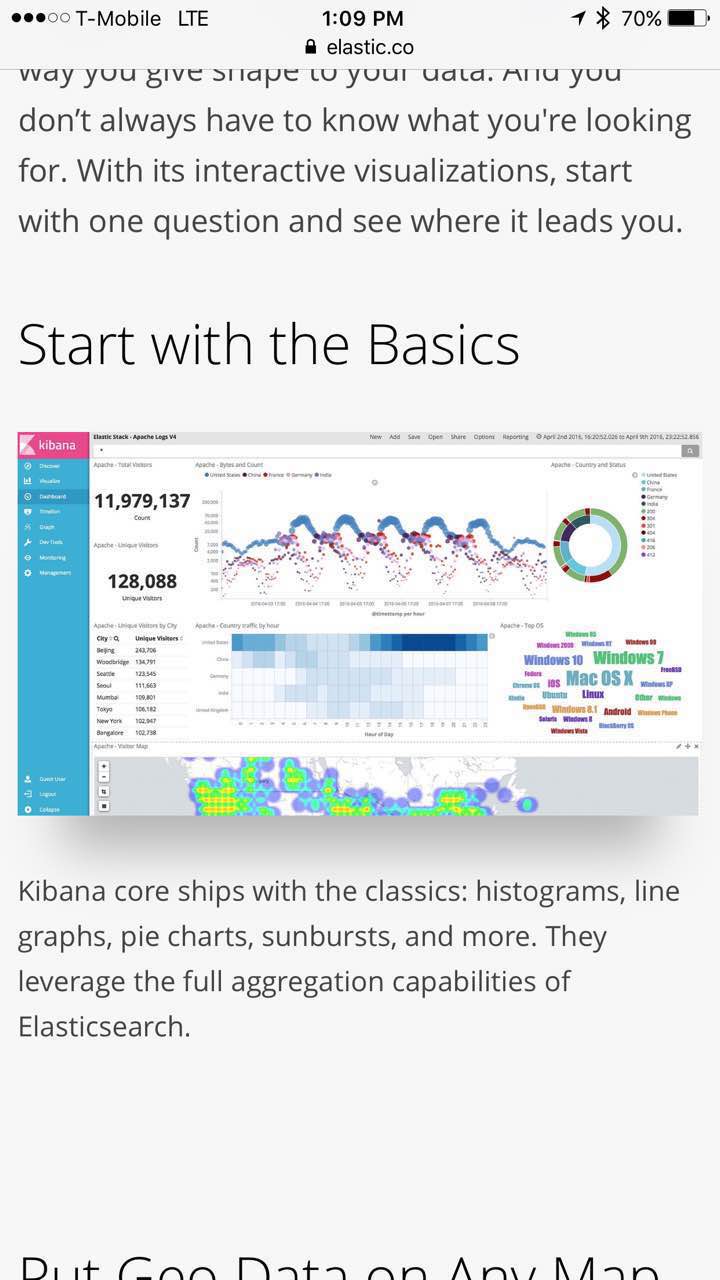 T-Mobile LTE 1:09 PM 70%
elastic.co
way you give shape to your data. And you
don’t always have to know what you're looking
for. With its interactive visualizations, start
with one question and see where it leads you.
Start with the Basics
kibana
Elastic Stack - Apache Logs V4
New Add Save Open Share Options Reporting April 2nd 2016, 16:20:52.026 to April 9th 2016, 23:22:52.856
*
Discover
Visualize
Dashboard
Timelion
Graph
Dev Tools
Monitoring
Management
Guest User
Logout
Collapse
Apache - Total Visitors
11,979,137
Count
Apache - Unique Visitors
128,088
Unique Visitors
Apache - Bytes and Count
United States China France Germany India
Count
@timestamp per hour
Apache - Country and Status
United States
China
France
Germany
India
200
304
301
404
416
206
412
Apache - Unique Visitors by City
City Unique Visitors
Beijing 243,706
Woodbridge 134,791
Seattle 123,545
Seoul 111,663
Mumbai 109,801
Tokyo 106,182
New York 102,947
Bangalore 102,738
Apache - Country traffic by hour
United States
China
Germany
India
United Kingdom
Hour of Day
Apache - Top OS
Windows 95
Windows 2000 Windows NT Windows 98
Windows 10 Windows 7
Fedora FreeBSD
Chrome OS iOS Mac OS X Windows XP
Kindle Ubuntu Linux Other Windows
OpenBSD Windows 8.1 Android Windows Phone
Solaris Windows 8
BlackBerry OS
Windows Vista
Apache - Visitor Map
Kibana core ships with the classics: histograms, line
graphs, pie charts, sunbursts, and more. They
leverage the full aggregation capabilities of
Elasticsearch.
Put Geo Data on Any Map